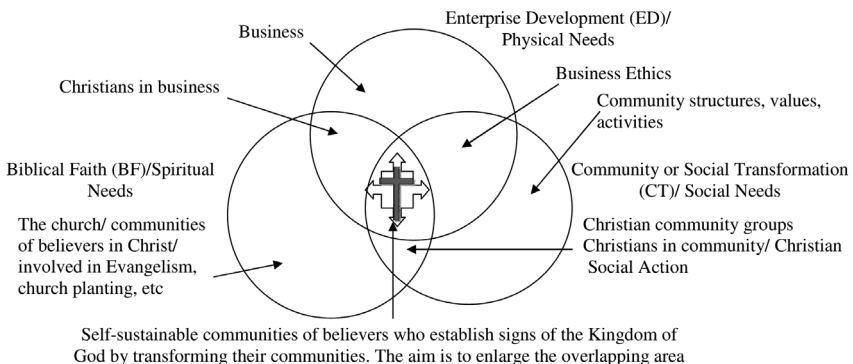 Enterprise Development (ED)/
Physical Needs
Business
Business Ethics
Christians in business
Community structures, values,
activities
Biblical Faith (BF)/Spiritual
Needs
Community or Social Transformation
(CT)/ Social Needs
The church/ communities
of believers in Christ/
involved in Evangelism,
church planting, etc
Christian community groups
Christians in community/ Christian
Social Action
Self-sustainable communities of believers who establish signs of the Kingdom of
God by transforming their communities. The aim is to enlarge the overlapping area